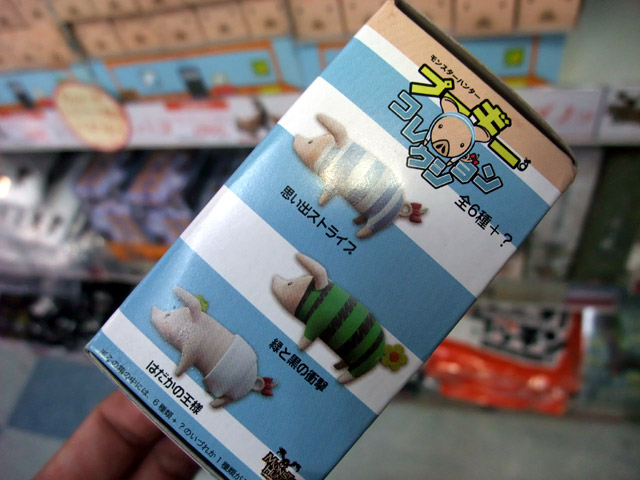 モンスターハンター
プーギー
コレクション
全6種+?
思い出ストライプ
緑と黒の衝撃
はだかの王様